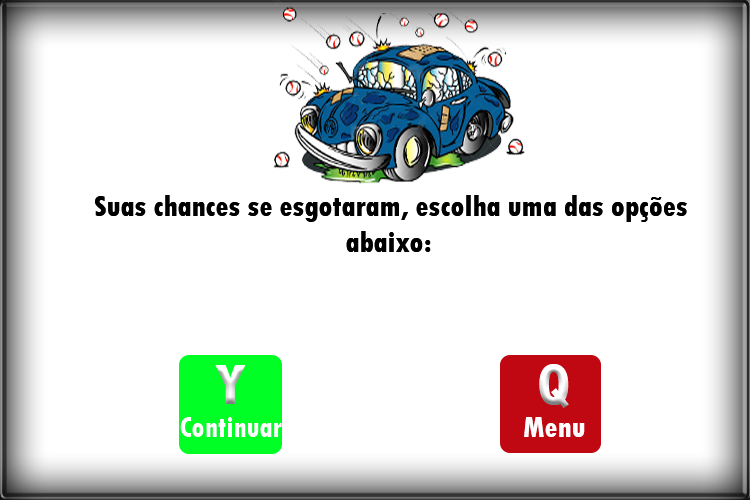 Suas chances se esgotaram, escolha uma das opções
abaixo:
Y
Continuar
Q
Menu